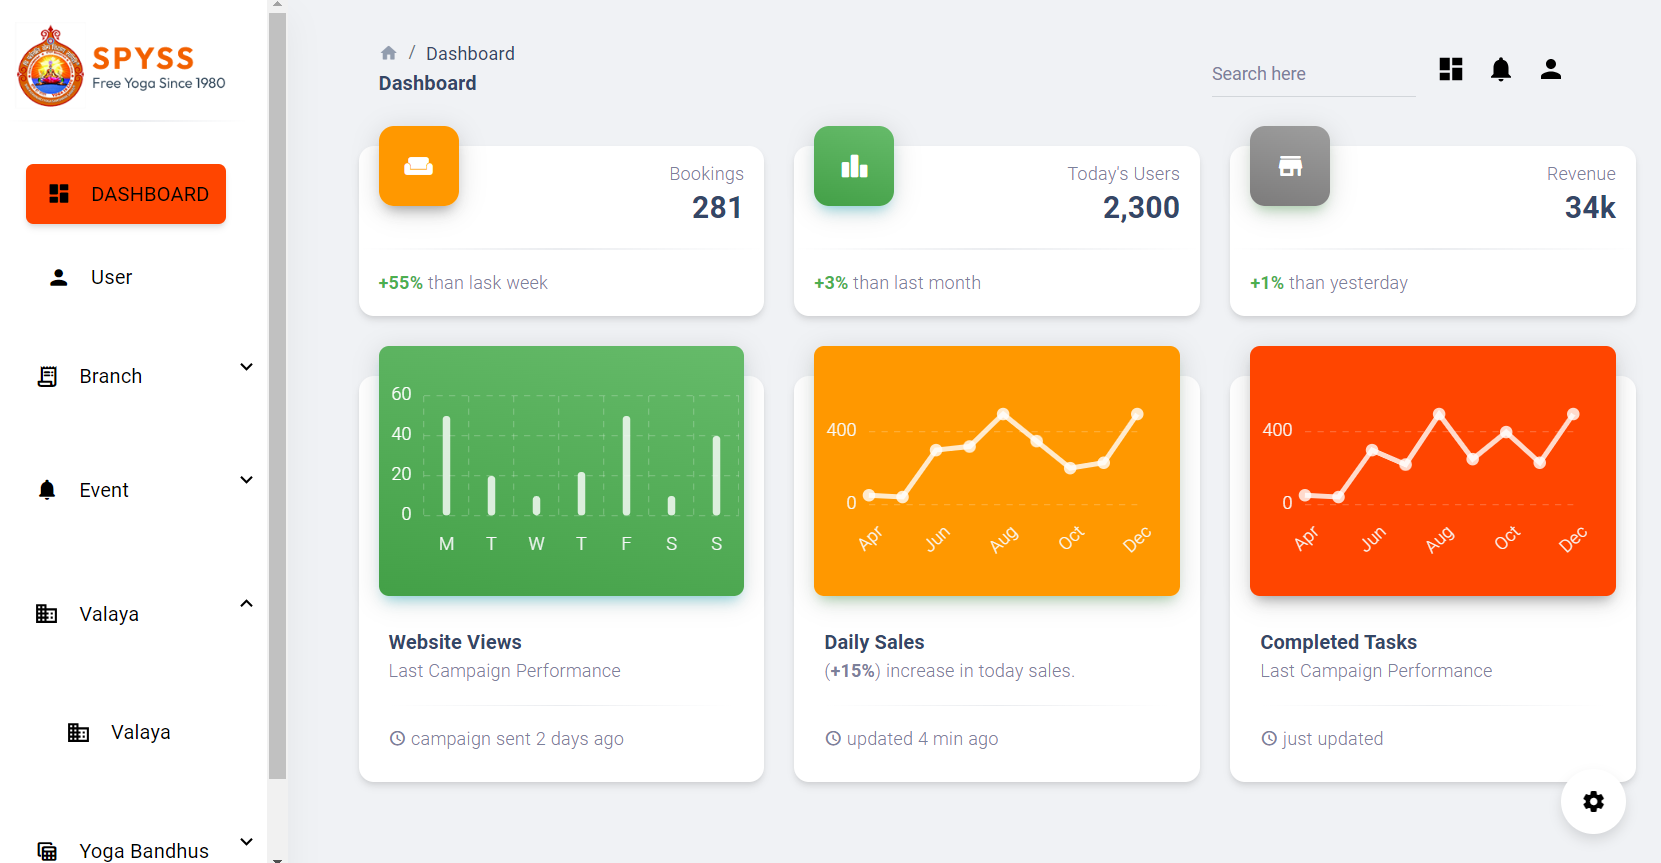 SPYSS
Free Yoga Since 1980
DASHBOARD
User
Branch
Event
Valaya
Valaya
Yoga Bandhus
/ Dashboard
Dashboard
Search here
Bookings
281
+55% than lask week
Today's Users
2,300
+3% than last month
Revenue
34k
+1% than yesterday
60
40
20
0
M T W T F S S
Website Views
Last Campaign Performance
campaign sent 2 days ago
400
0
Apr Jun Aug Oct Dec
Daily Sales
(+15%) increase in today sales.
updated 4 min ago
400
0
Apr Jun Aug Oct Dec
Completed Tasks
Last Campaign Performance
just updated